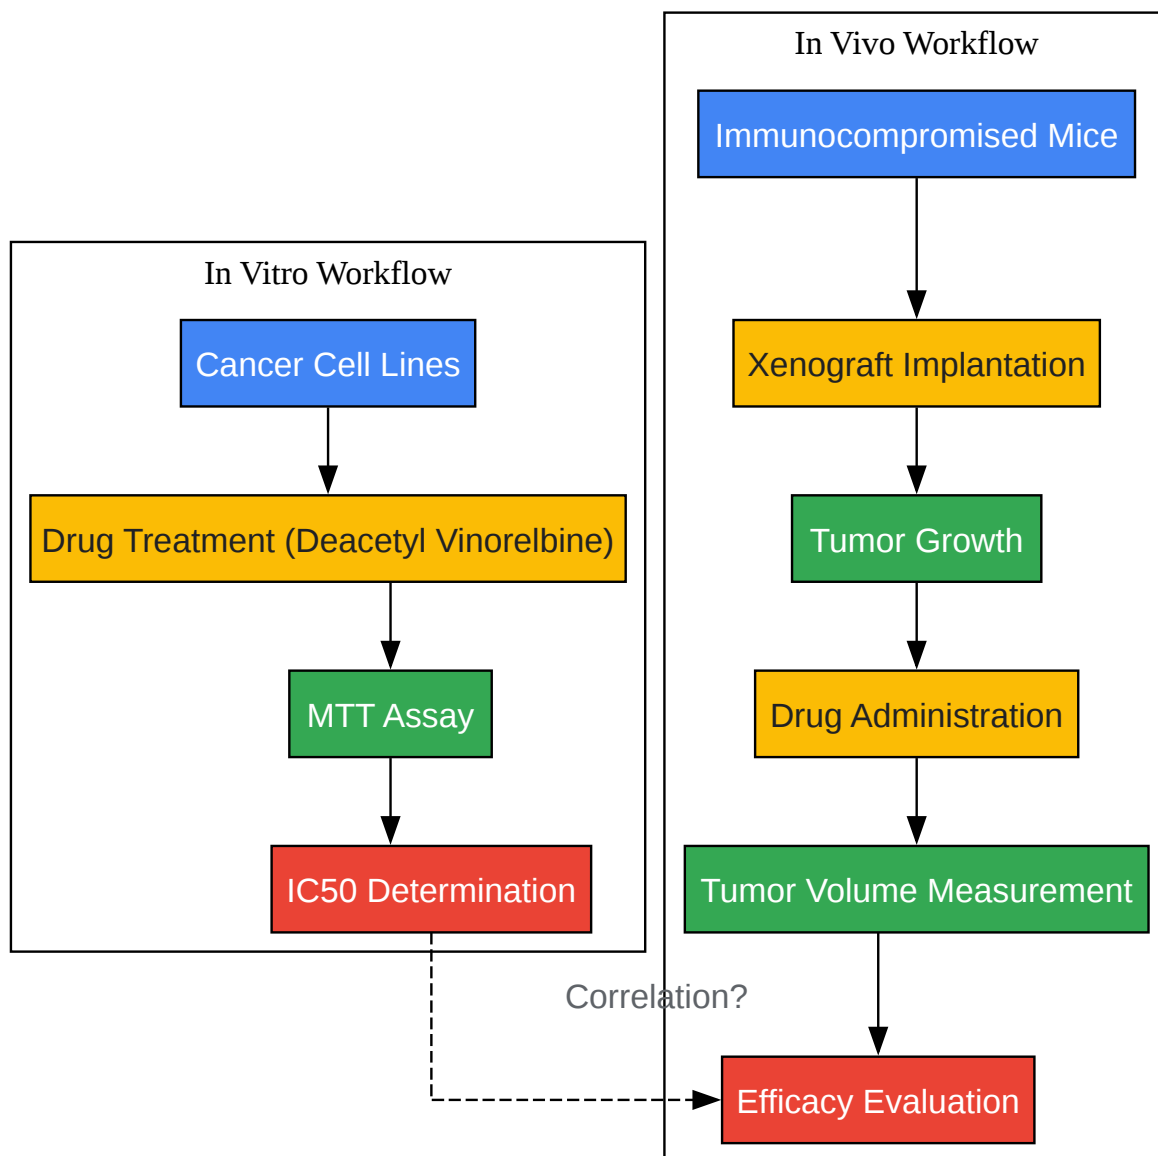 In Vitro Workflow
Cancer Cell Lines
Drug Treatment (Deacetyl Vinorelbine)
MTT Assay
IC50 Determination
In Vivo Workflow
Immunocompromised Mice
Xenograft Implantation
Tumor Growth
Drug Administration
Tumor Volume Measurement
Correlation?
Efficacy Evaluation